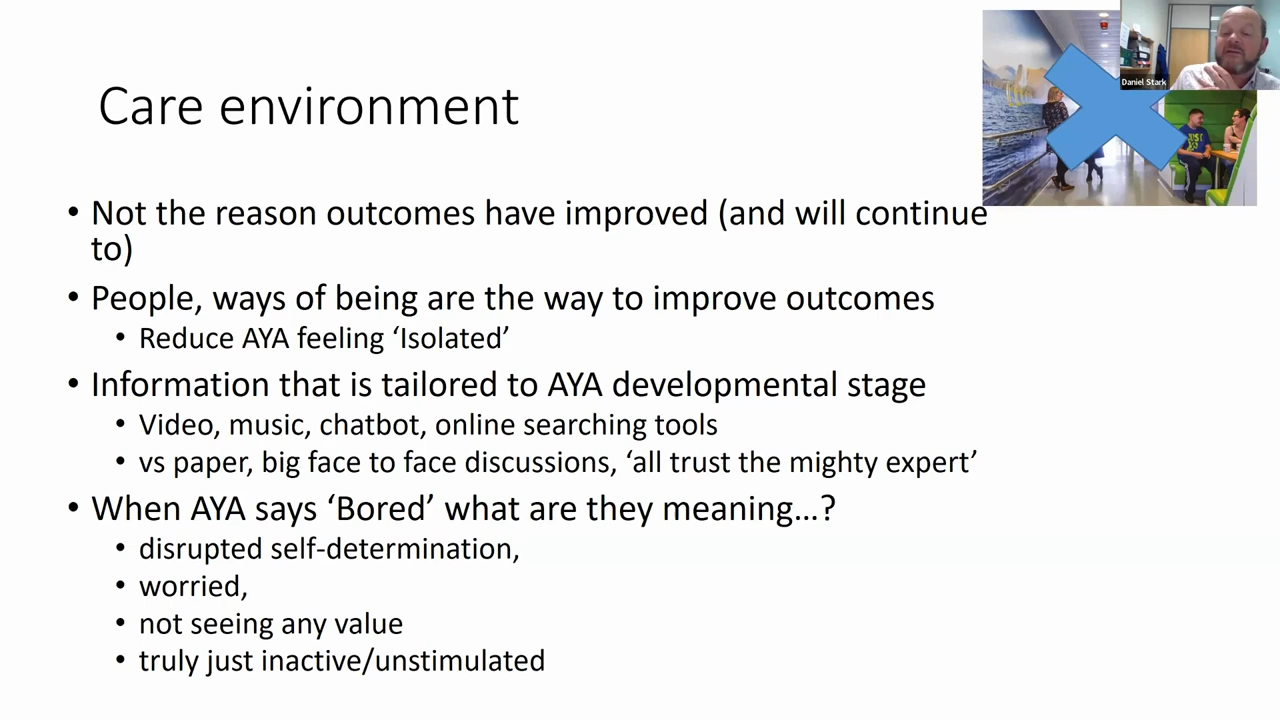 Care environment
Daniel Stark
• Not the reason outcomes have improved (and will continue
to)
• People, ways of being are the way to improve outcomes
• Reduce AYA feeling ‘Isolated’
• Information that is tailored to AYA developmental stage
• Video, music, chatbot, online searching tools
• vs paper, big face to face discussions, ‘all trust the mighty expert’
• When AYA says ‘Bored’ what are they meaning…?
• disrupted self-determination,
• worried,
• not seeing any value
• truly just inactive/unstimulated